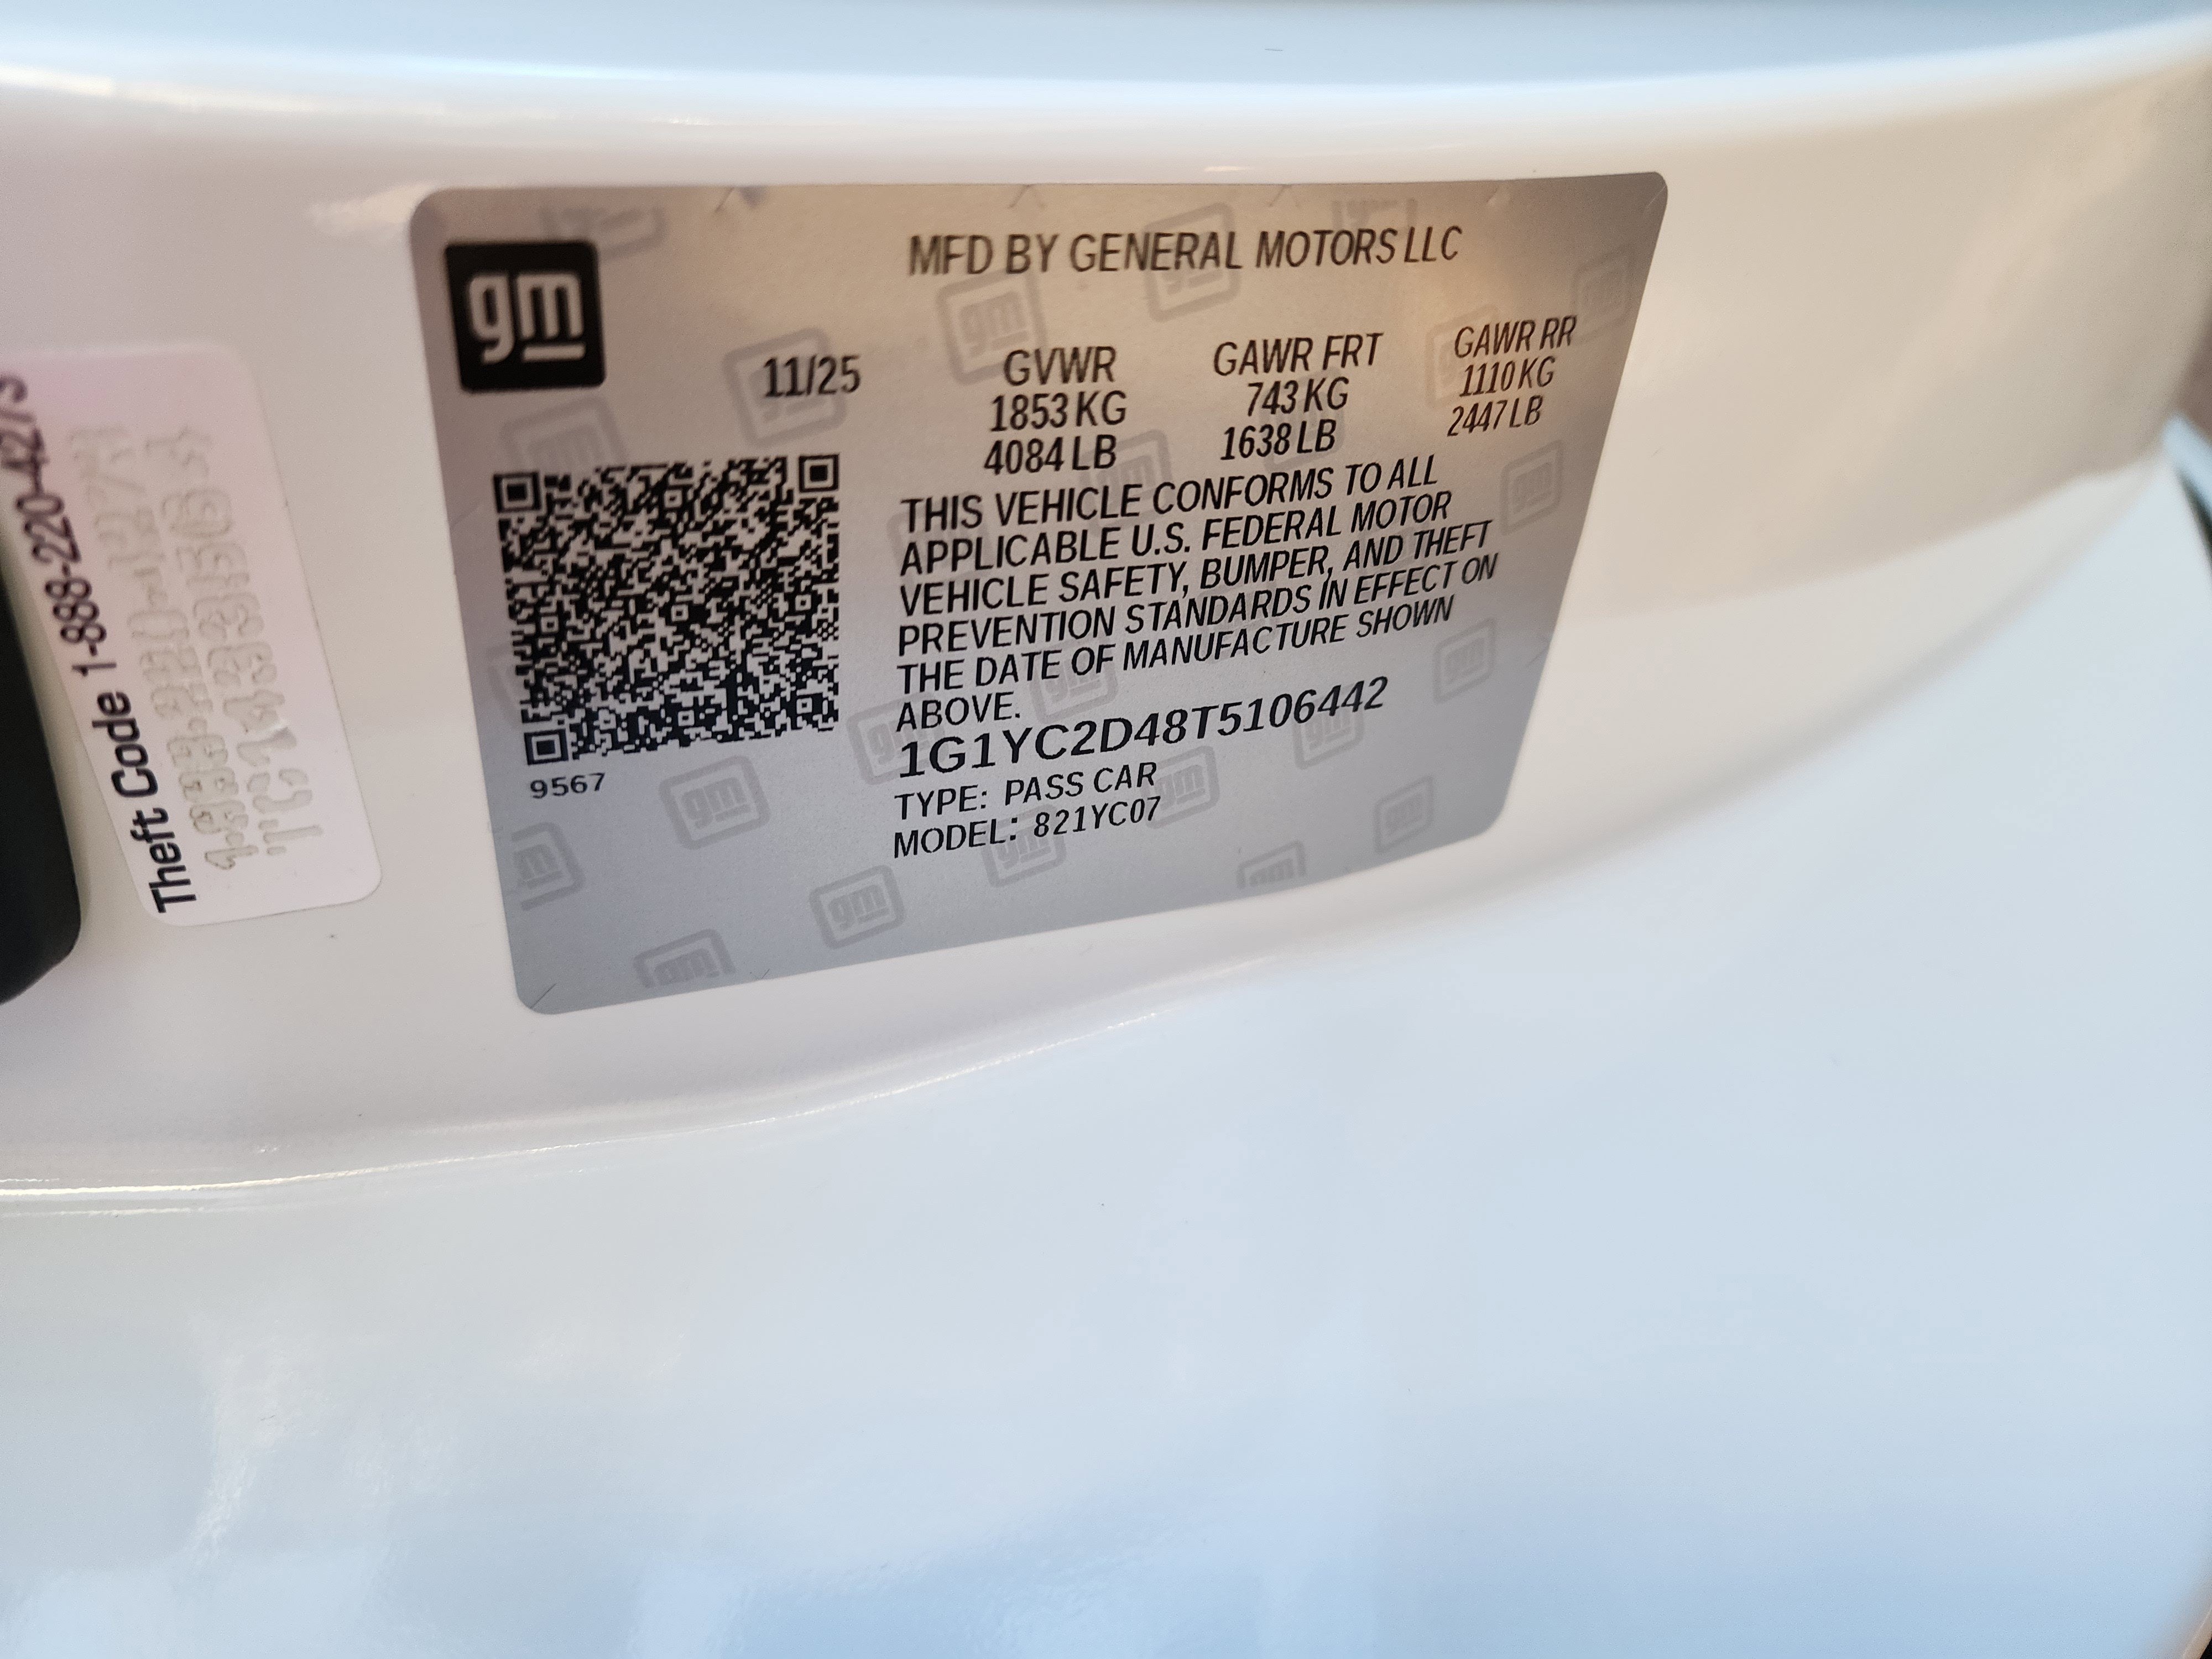 gm
MFD BY GENERAL MOTORS LLC
11/25
GVWR GAWR FRT GAWR RR
1853 KG 743 KG 1110 KG
4084 LB 1638 LB 2447 LB
THIS VEHICLE CONFORMS TO ALL
APPLICABLE U.S. FEDERAL MOTOR
VEHICLE SAFETY, BUMPER, AND THEFT
PREVENTION STANDARDS IN EFFECT ON
THE DATE OF MANUFACTURE SHOWN
ABOVE.
1G1YC2D48T5106442
TYPE: PASS CAR
MODEL: 821YC07
9567
Theft Code 1-888-220-4273